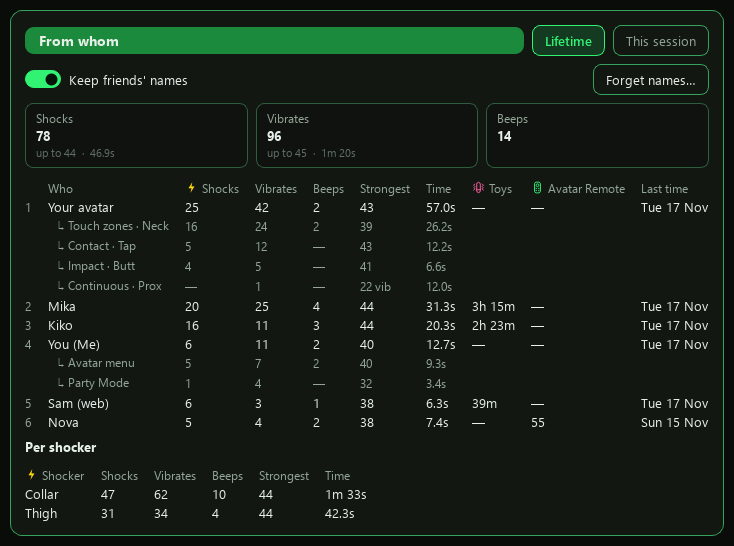 From whom Lifetime This session
Keep friends' names Forget names...
Shocks Vibrates Beeps
78 96 14
up to 44 · 46.9s up to 45 · 1m 20s
Who Shocks Vibrates Beeps Strongest Time Toys Avatar Remote Last time
1 Your avatar 25 42 2 43 57.0s — — Tue 17 Nov
└ Touch zones · Neck 16 24 2 39 26.2s
└ Contact · Tap 5 12 — 43 12.2s
└ Impact · Butt 4 5 — 41 6.6s
└ Continuous · Prox — 1 — 22 vib 12.0s
2 Mika 20 25 4 44 31.3s 3h 15m — Tue 17 Nov
3 Kiko 16 11 3 44 20.3s 2h 23m — Tue 17 Nov
4 You (Me) 6 11 2 40 12.7s — — Tue 17 Nov
└ Avatar menu 5 7 2 40 9.3s
└ Party Mode 1 4 — 32 3.4s
5 Sam (web) 6 3 1 38 6.3s 39m — Tue 17 Nov
6 Nova 5 4 2 38 7.4s — 55 Sun 15 Nov
Per shocker
Shocker Shocks Vibrates Beeps Strongest Time
Collar 47 62 10 44 1m 33s
Thigh 31 34 4 44 42.3s